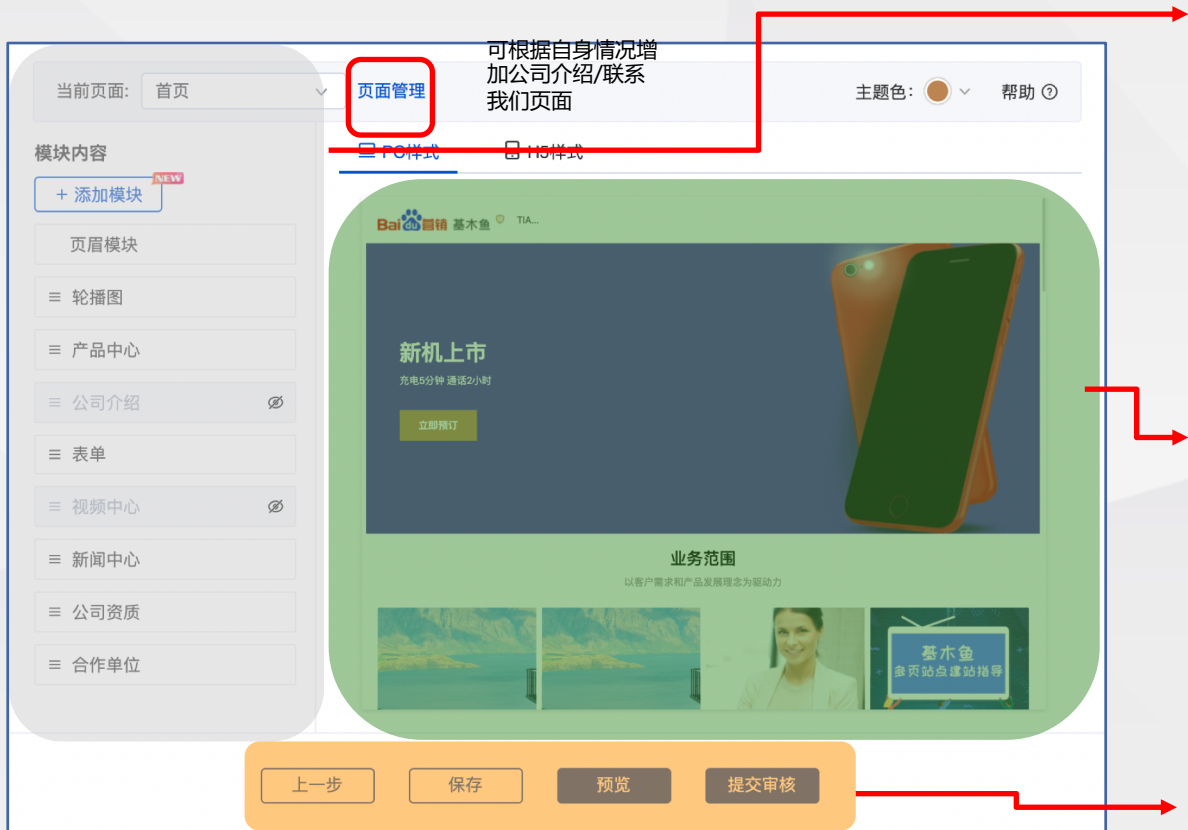 可根据自身情况增
加公司介绍/联系
我们页面
当前页面: 首页
页面管理
主题色:
帮助
模块内容
PC样式
H5样式
NEW
+ 添加模块
页眉模块
轮播图
产品中心
公司介绍
表单
视频中心
新闻中心
公司资质
合作单位
Bai du 营销 基木鱼 TIA...
新机上市
充电5分钟 通话2小时
立即预订
业务范围
以客户需求和产品发展理念为驱动力
基木鱼
多页站点建站指导
上一步
保存
预览
提交审核